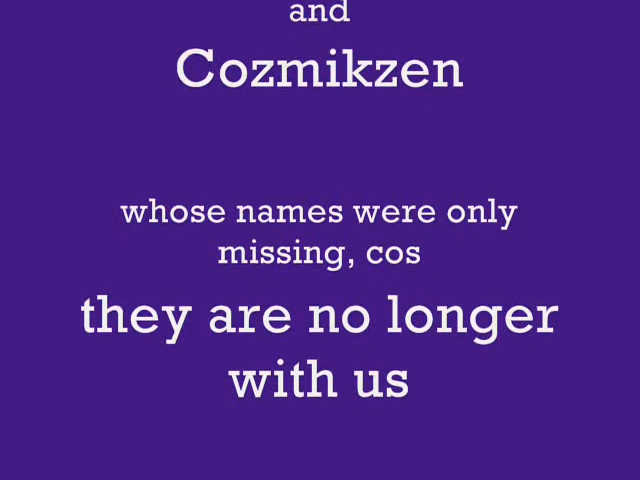 and
Cozmikzen
whose names were only
missing, cos
they are no longer
with us